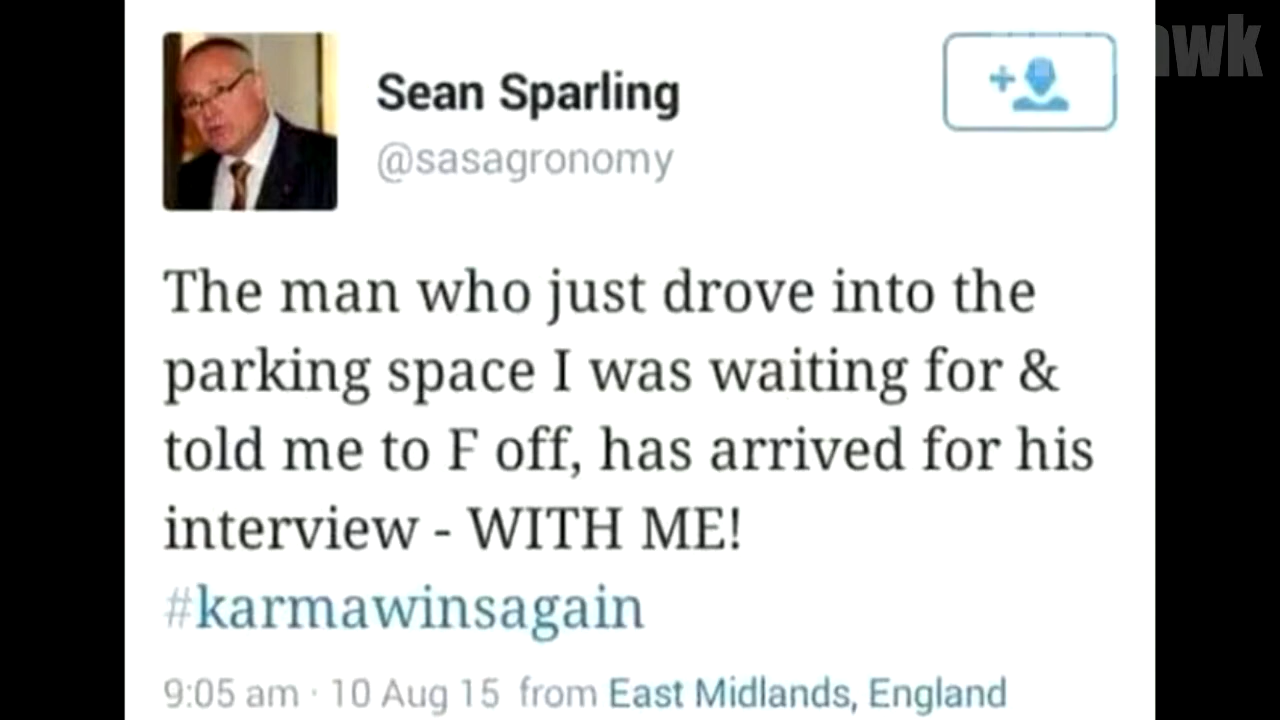 Sean Sparling
@sasagronomy
The man who just drove into the
parking space I was waiting for &
told me to F off, has arrived for his
interview - WITH ME!
#karmawinsagain
9:05 am · 10 Aug 15 from East Midlands, England